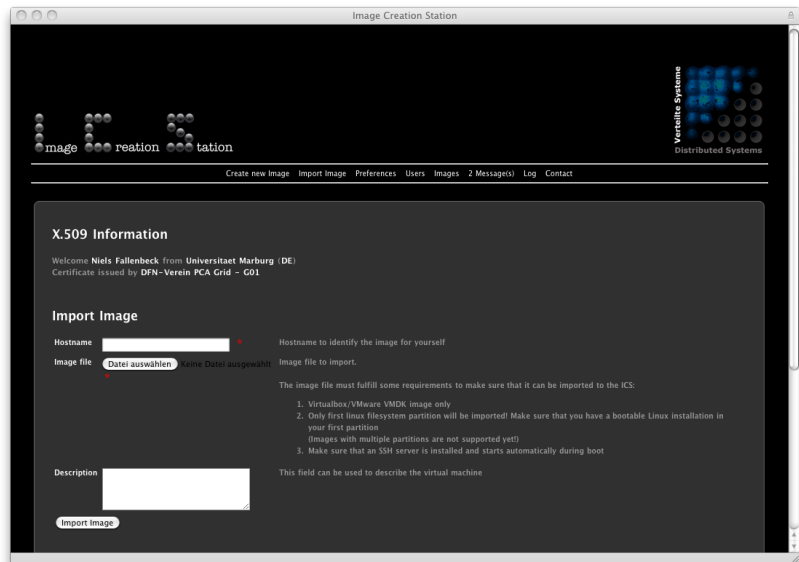 Image Creation Station
Image Creation Station
Verteilte Systeme
Distributed Systems
Create new Image Import Image Preferences Users Images 2 Message(s) Log Contact
X.509 Information
Welcome Niels Fallenbeck from Universitaet Marburg (DE)
Certificate issued by DFN-Verein PCA Grid - G01
Import Image
Hostname * Hostname to identify the image for yourself
Image file Datei auswählen Keine Datei ausgewählt * Image file to import.
The image file must fulfill some requirements to make sure that it can be imported to the ICS:
1. Virtualbox/VMware VMDK image only
2. Only first linux filesystem partition will be imported! Make sure that you have a bootable Linux installation in
your first partition
(Images with multiple partitions are not supported yet!)
3. Make sure that an SSH server is installed and starts automatically during boot
Description This field can be used to describe the virtual machine
Import Image